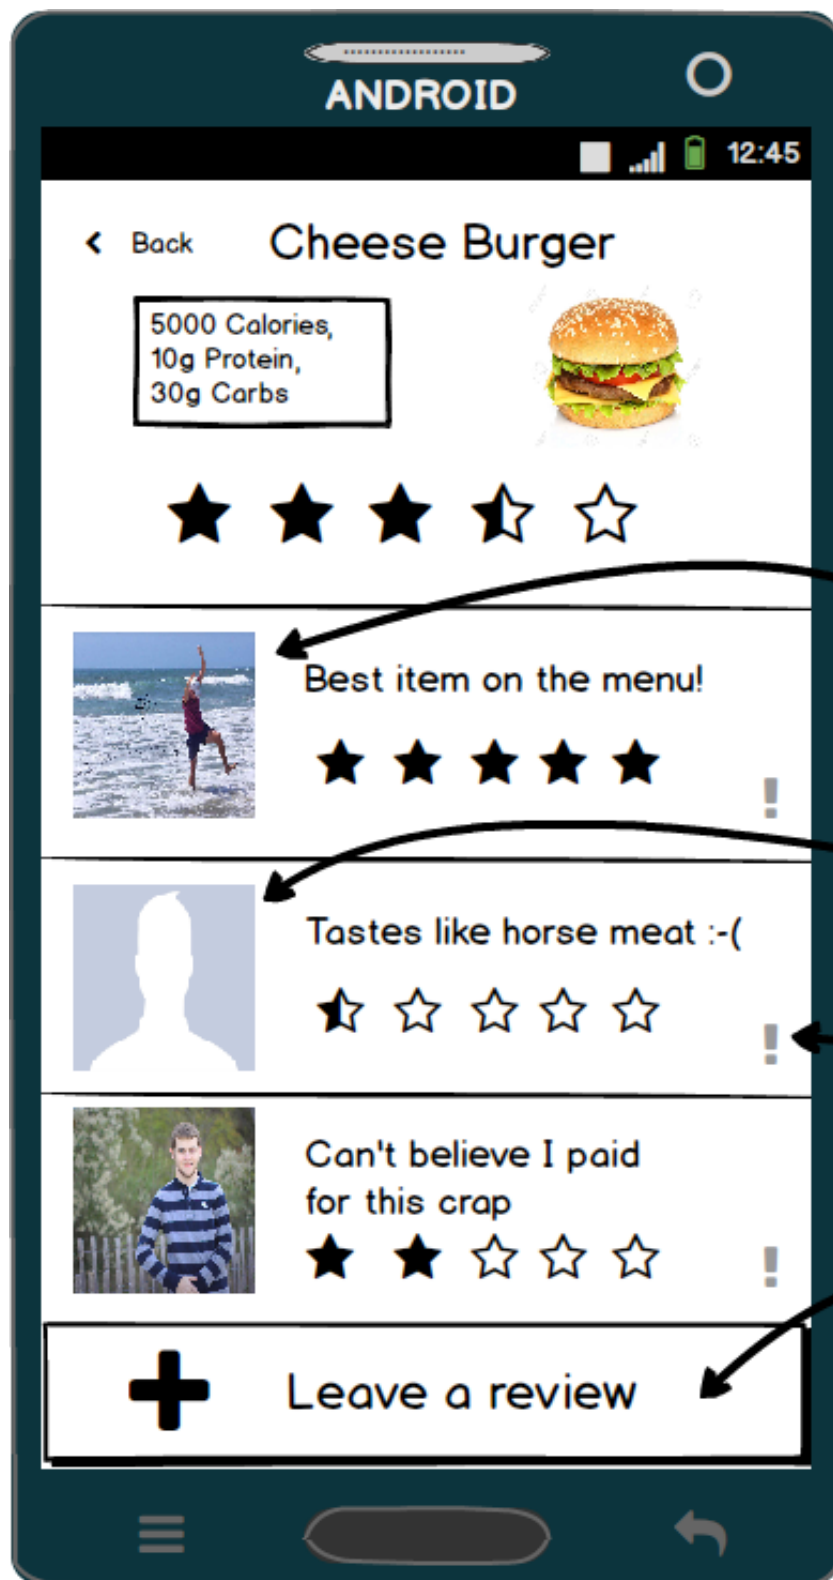 ANDROID
12:45
Back
Cheese Burger
5000 Calories,
10g Protein,
30g Carbs
Best item on the menu!
Tastes like horse meat :-(
Can't believe I paid
for this crap
Leave a review